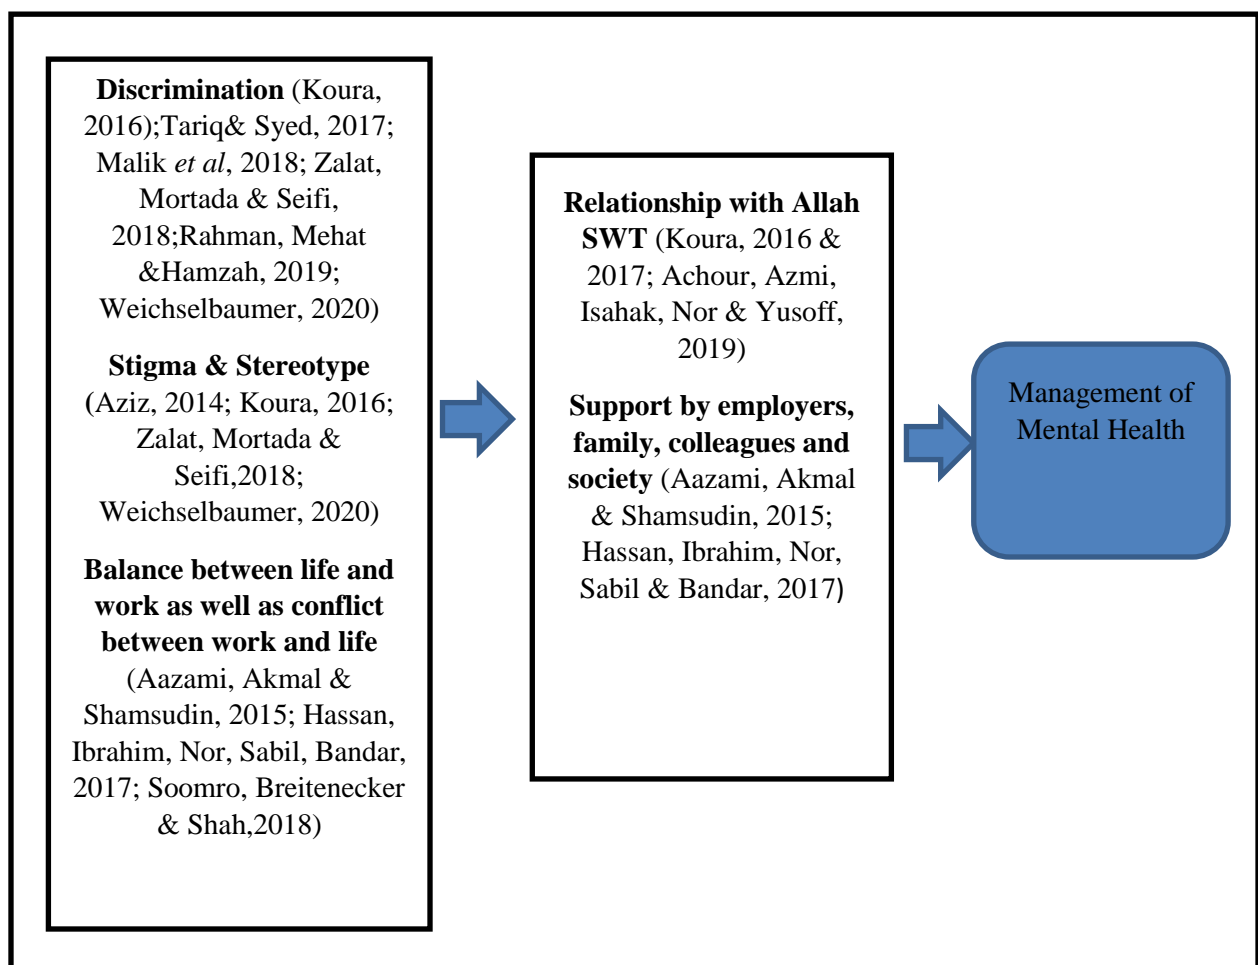 Discrimination (Koura,
2016);Tariq& Syed, 2017;
Malik et al, 2018; Zalat,
Mortada & Seifi,
2018;Rahman, Mehat
&Hamzah, 2019;
Weichselbaumer, 2020)
Stigma & Stereotype
(Aziz, 2014; Koura, 2016;
Zalat, Mortada &
Seifi,2018;
Weichselbaumer, 2020)
Balance between life and
work as well as conflict
between work and life
(Aazami, Akmal &
Shamsudin, 2015; Hassan,
Ibrahim, Nor, Sabil, Bandar,
2017; Soomro, Breitenecker
& Shah,2018)
Relationship with Allah
SWT (Koura, 2016 &
2017; Achour, Azmi,
Isahak, Nor & Yusoff,
2019)
Support by employers,
family, colleagues and
society (Aazami, Akmal
& Shamsudin, 2015;
Hassan, Ibrahim, Nor,
Sabil & Bandar, 2017)
Management of
Mental Health